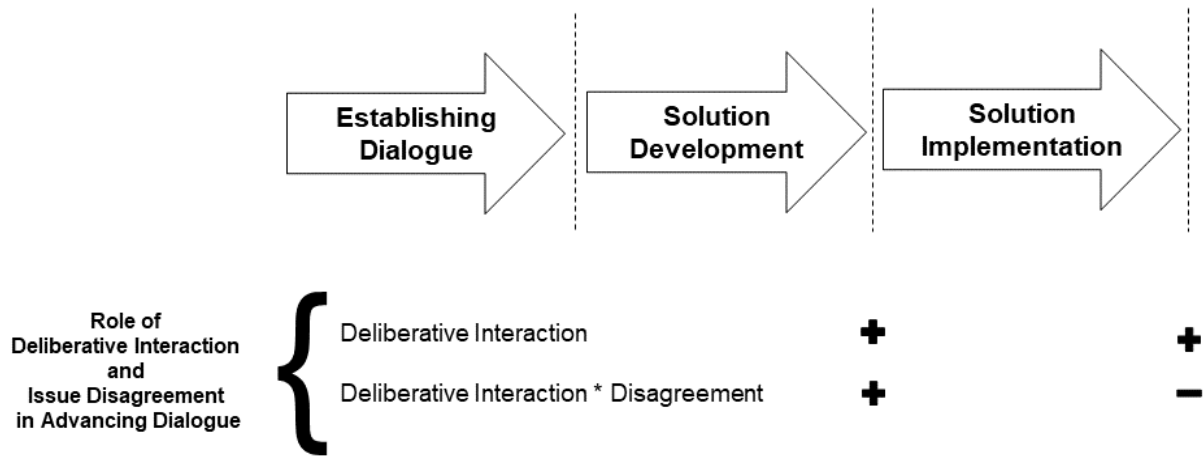 Establishing
Dialogue
Solution
Development
Solution
Implementation
Role of
Deliberative Interaction
and
Issue Disagreement
in Advancing Dialogue
{
Deliberative Interaction + +
Deliberative Interaction * Disagreement + −